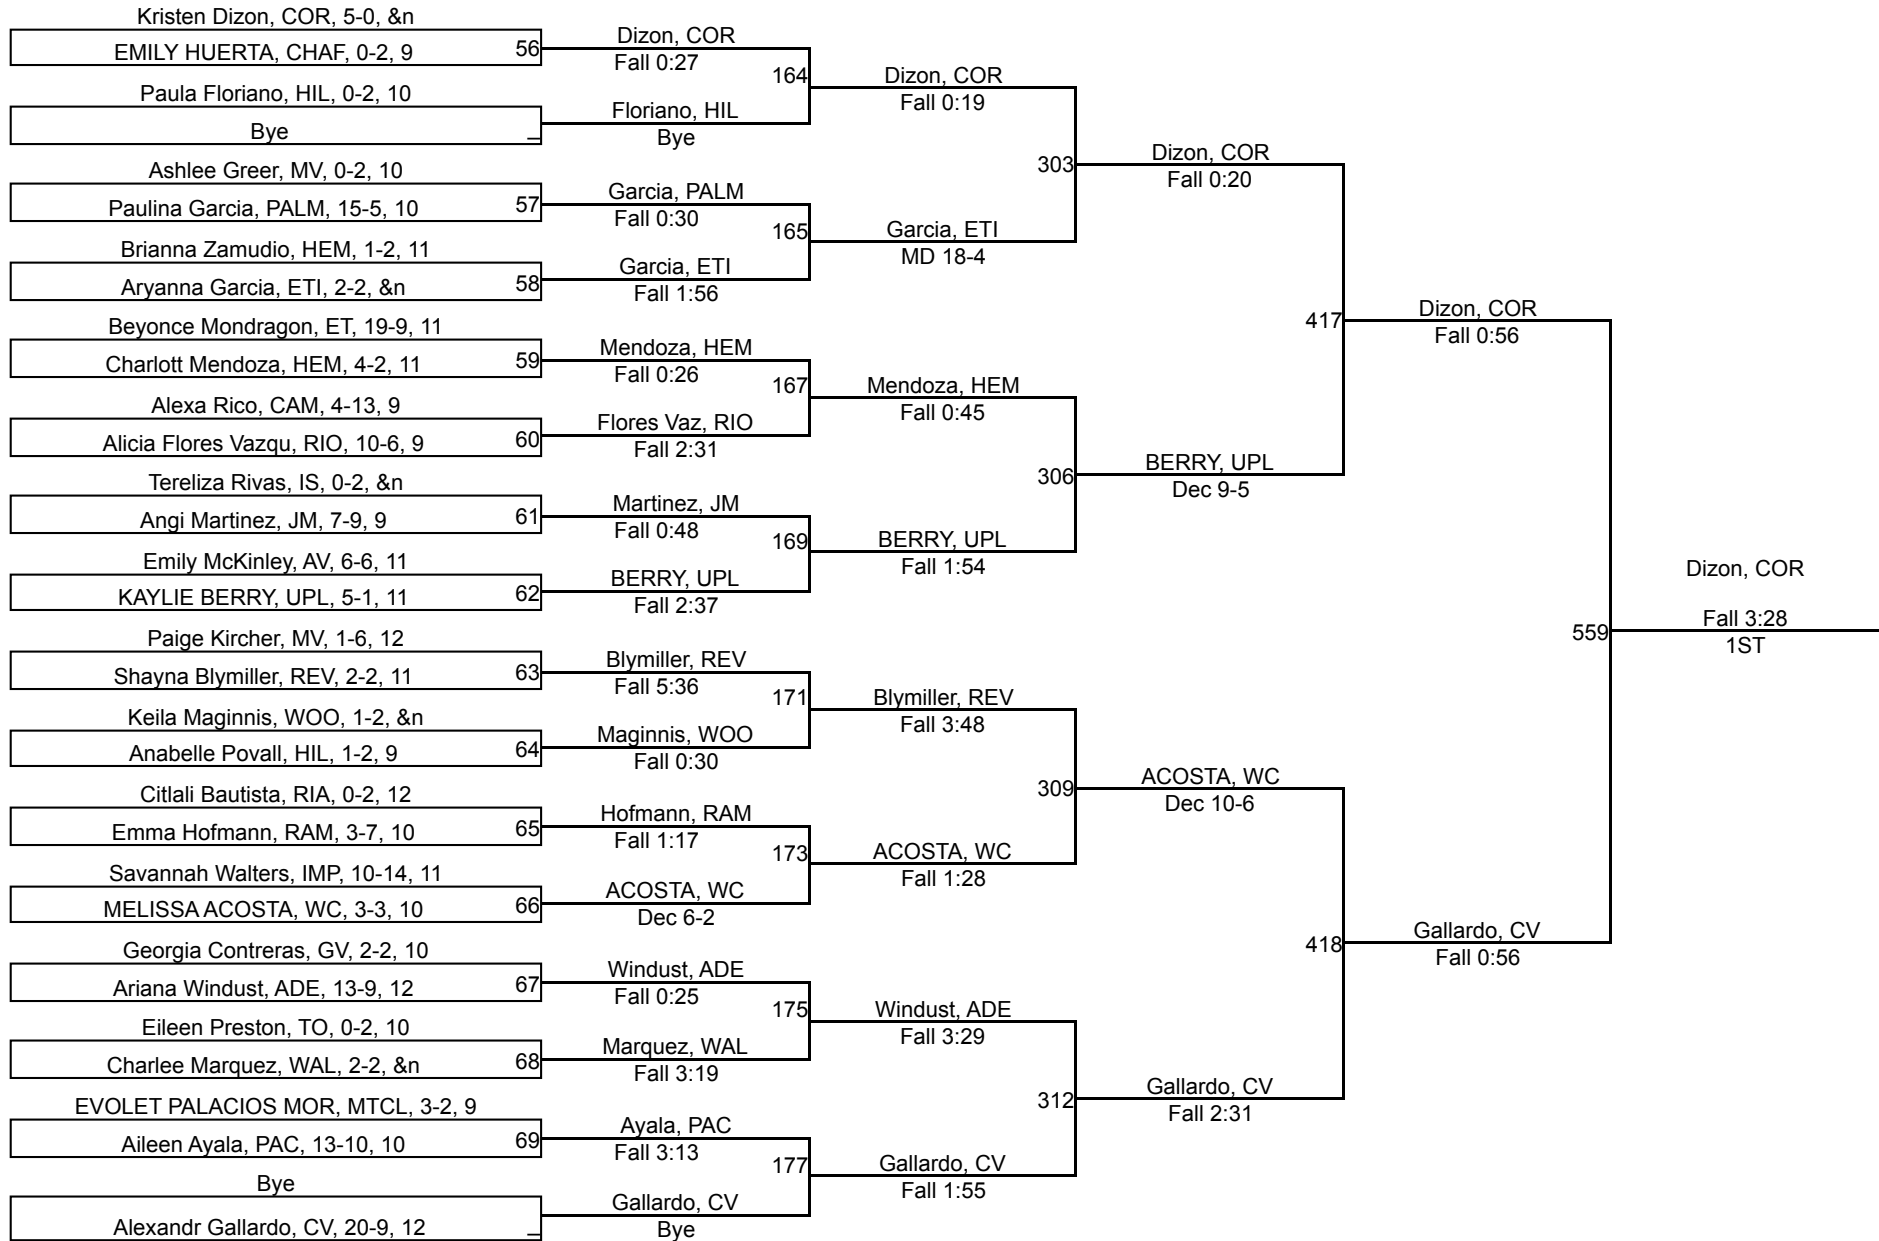 Kristen Dizon, COR, 5-0, &n
EMILY HUERTA, CHAF, 0-2, 9
56
Paula Floriano, HIL, 0-2, 10
Bye
_
Ashlee Greer, MV, 0-2, 10
Paulina Garcia, PALM, 15-5, 10
57
Brianna Zamudio, HEM, 1-2, 11
Aryanna Garcia, ETI, 2-2, &n
58
Beyonce Mondragon, ET, 19-9, 11
Charlott Mendoza, HEM, 4-2, 11
59
Alexa Rico, CAM, 4-13, 9
Alicia Flores Vazqu, RIO, 10-6, 9
60
Tereliza Rivas, IS, 0-2, &n
Angi Martinez, JM, 7-9, 9
61
Emily McKinley, AV, 6-6, 11
KAYLIE BERRY, UPL, 5-1, 11
62
Paige Kircher, MV, 1-6, 12
Shayna Blymiller, REV, 2-2, 11
63
Keila Maginnis, WOO, 1-2, &n
Anabelle Povall, HIL, 1-2, 9
64
Citlali Bautista, RIA, 0-2, 12
Emma Hofmann, RAM, 3-7, 10
65
Savannah Walters, IMP, 10-14, 11
MELISSA ACOSTA, WC, 3-3, 10
66
Georgia Contreras, GV, 2-2, 10
Ariana Windust, ADE, 13-9, 12
67
Eileen Preston, TO, 0-2, 10
Charlee Marquez, WAL, 2-2, &n
68
EVOLET PALACIOS MOR, MTCL, 3-2, 9
Aileen Ayala, PAC, 13-10, 10
69
Bye
Alexandr Gallardo, CV, 20-9, 12
_
Dizon, COR
Fall 0:27
164
Floriano, HIL
Bye
Garcia, PALM
Fall 0:30
165
Garcia, ETI
Fall 1:56
Mendoza, HEM
Fall 0:26
167
Flores Vaz, RIO
Fall 2:31
Martinez, JM
Fall 0:48
169
BERRY, UPL
Fall 2:37
Blymiller, REV
Fall 5:36
171
Maginnis, WOO
Fall 0:30
Hofmann, RAM
Fall 1:17
173
ACOSTA, WC
Dec 6-2
Windust, ADE
Fall 0:25
175
Marquez, WAL
Fall 3:19
Ayala, PAC
Fall 3:13
177
Gallardo, CV
Bye
Dizon, COR
Fall 0:19
303
Garcia, ETI
MD 18-4
Mendoza, HEM
Fall 0:45
306
BERRY, UPL
Fall 1:54
Blymiller, REV
Fall 3:48
309
ACOSTA, WC
Fall 1:28
Windust, ADE
Fall 3:29
312
Gallardo, CV
Fall 1:55
Dizon, COR
Fall 0:20
417
BERRY, UPL
Dec 9-5
ACOSTA, WC
Dec 10-6
418
Gallardo, CV
Fall 2:31
Dizon, COR
Fall 0:56
559
Gallardo, CV
Fall 0:56
Dizon, COR
Fall 3:28
1ST